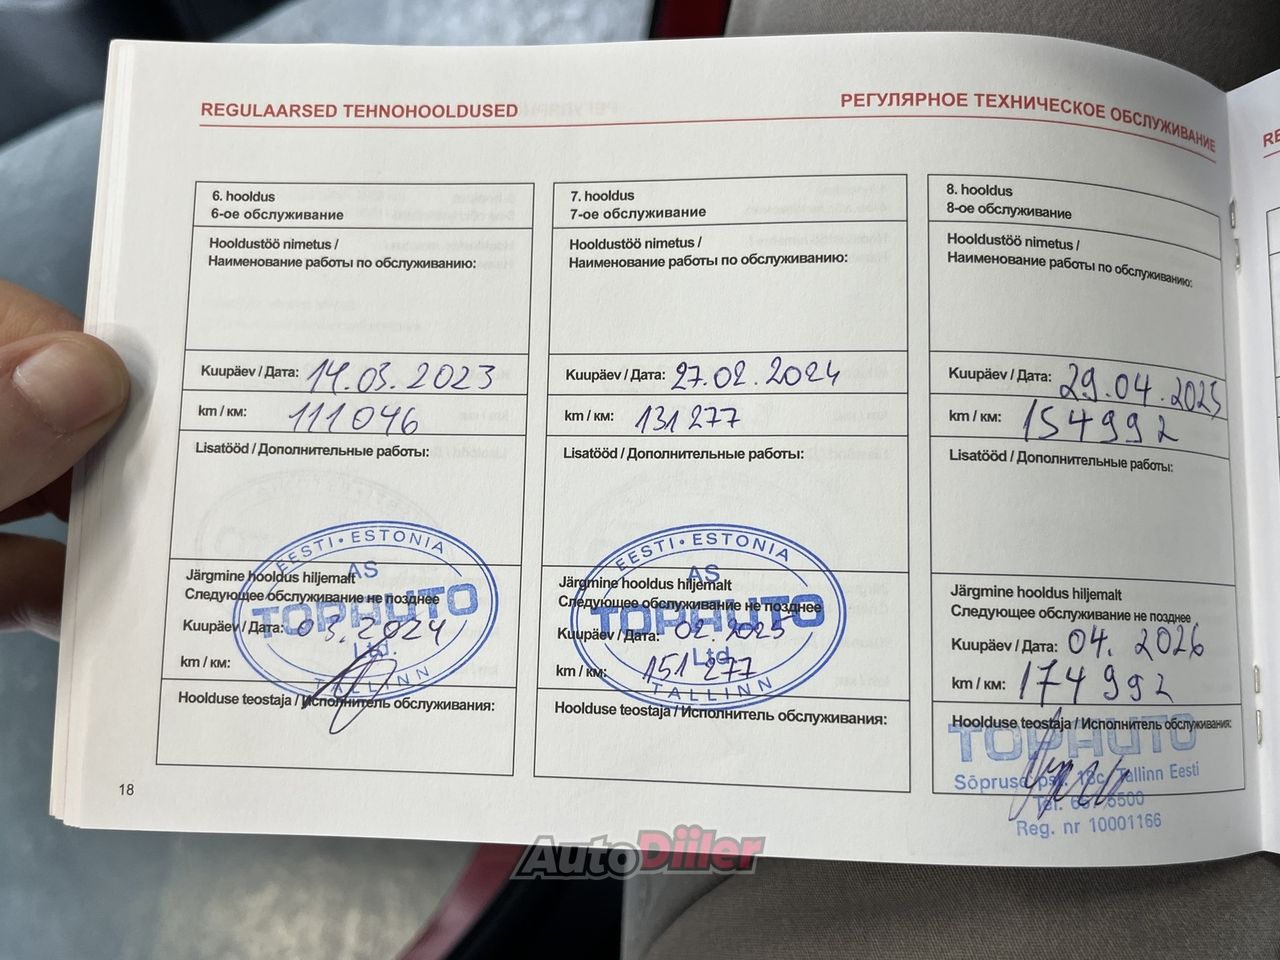 REGULAARSED TEHNOHOOLDUSED
РЕГУЛЯРНОЕ ТЕХНИЧЕСКОЕ ОБСЛУЖИВАНИЕ
RE
6. hooldus
6-ое обслуживание
Hooldustöö nimetus /
Наименование работы по обслуживанию:
Kuupäev / Дата: 14.03.2023
km / км: 111046
Lisatööd / Дополнительные работы:
EESTI • ESTONIA
AS
Järgmine hooldus hiljemalt
Следующее обслуживание не позднее
TOPAUTO
Kuupäev / Дата: 03.2024
Ltd.
km / км:
TALLINN
Hoolduse teostaja / Исполнитель обслуживания:
7. hooldus
7-ое обслуживание
Hooldustöö nimetus /
Наименование работы по обслуживанию:
Kuupäev / Дата: 27.02.2024
km / км: 131277
Lisatööd / Дополнительные работы:
EESTI • ESTONIA
AS
Järgmine hooldus hiljemalt
Следующее обслуживание не позднее
TOPAUTO
Kuupäev / Дата: 02.2025
Ltd.
km / км: 151277
TALLINN
Hoolduse teostaja / Исполнитель обслуживания:
8. hooldus
8-ое обслуживание
Hooldustöö nimetus /
Наименование работы по обслуживанию:
Kuupäev / Дата: 29.04.2025
km / км: 154992
Lisatööd / Дополнительные работы:
Järgmine hooldus hiljemalt
Следующее обслуживание не позднее
Kuupäev / Дата: 04. 2026
km / км: 174992
Hoolduse teostaja / Исполнитель обслуживания:
TOPAUTO
Sõpruse pst. 18c, Tallinn Eesti
Tel. 5500
Reg. nr 10001166
18
AutoDiiler